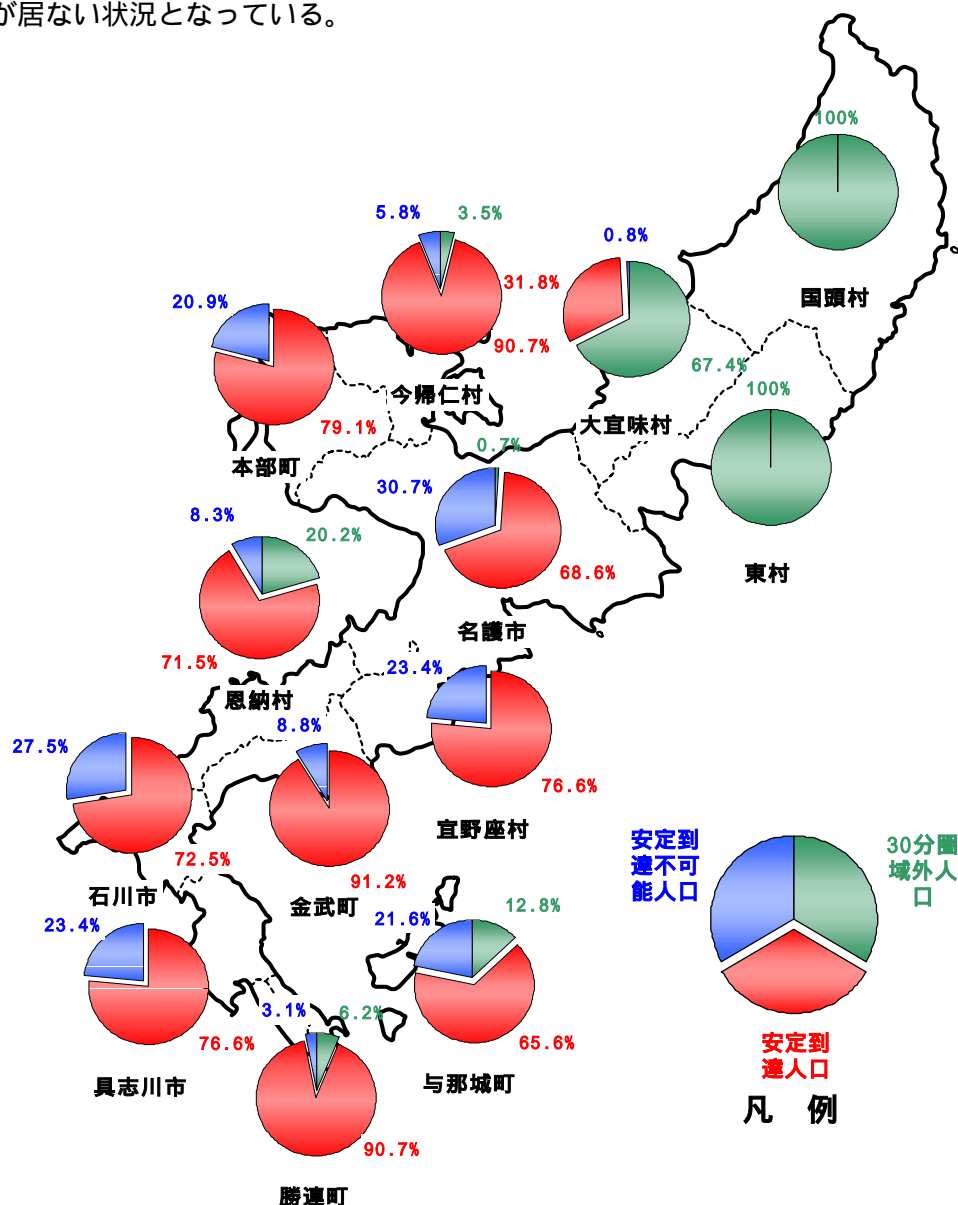 が居ない状況となっている。
100%
国頭村
5.8%
3.5%
90.7%
今帰仁村
0.8%
31.8%
67.4%
大宜味村
20.9%
79.1%
本部町
100%
東村
0.7%
30.7%
68.6%
名護市
8.3%
20.2%
71.5%
恩納村
23.4%
76.6%
宜野座村
8.8%
91.2%
金武町
27.5%
72.5%
石川市
23.4%
76.6%
具志川市
21.6%
12.8%
65.6%
与那城町
3.1%
6.2%
90.7%
勝連町
安定到
達不可
能人口
30分圏
域外人
口
安定到
達人口
凡 例